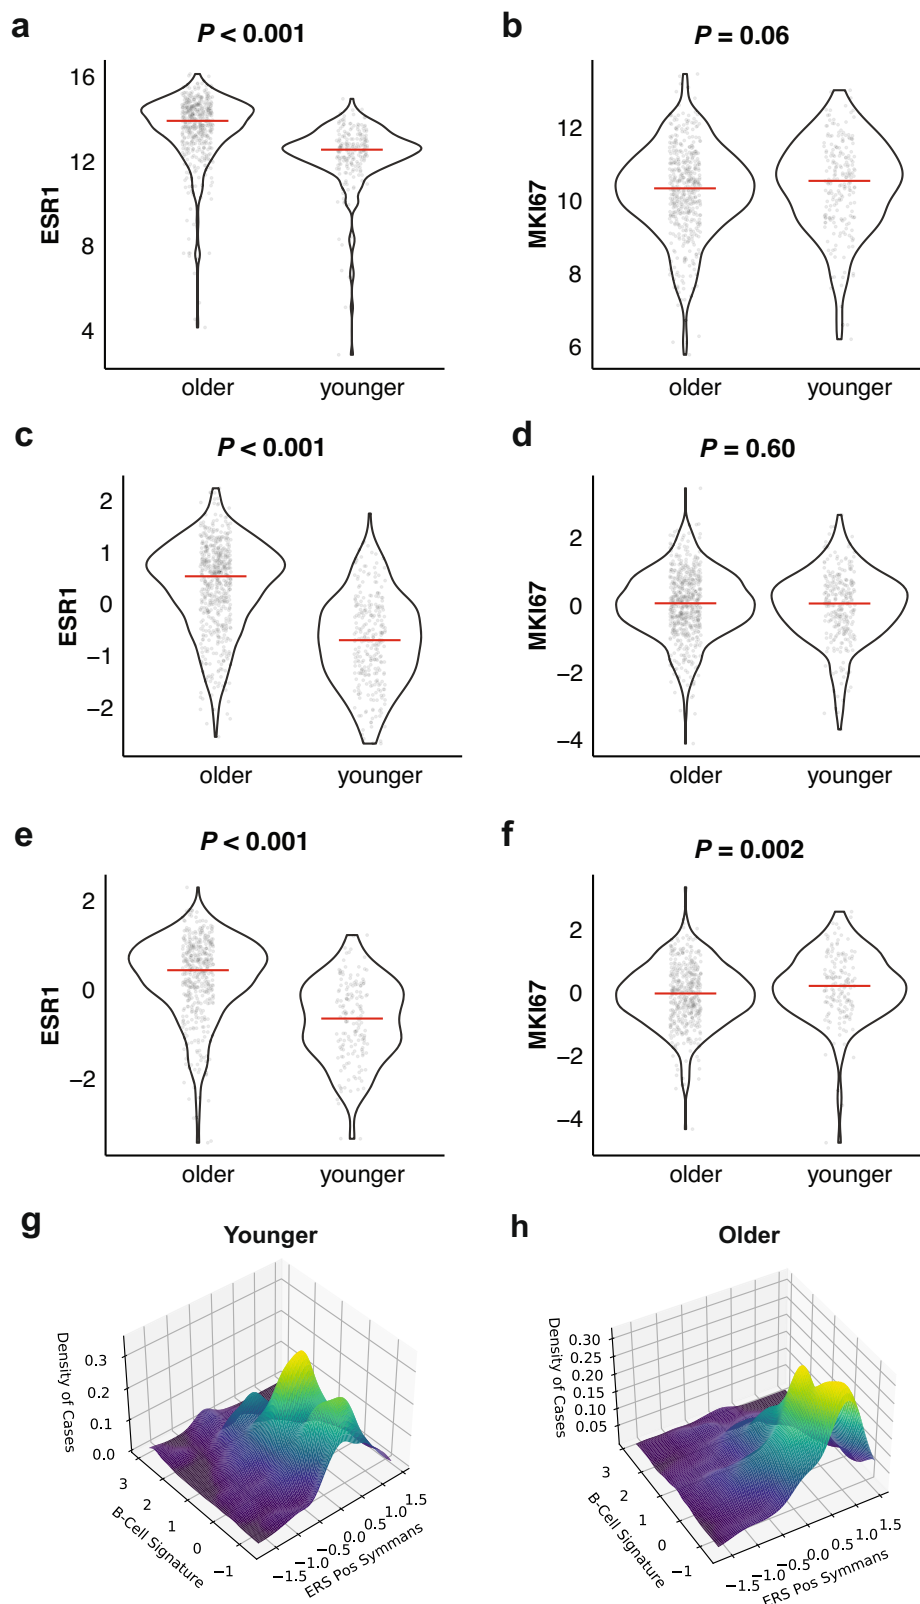 a
P < 0.001
ESR1
16
12
8
4
older
younger
b
P = 0.06
MKI67
12
10
8
6
older
younger
c
P < 0.001
ESR1
2
1
0
−1
−2
older
younger
d
P = 0.60
MKI67
2
0
−2
−4
older
younger
e
P < 0.001
ESR1
2
0
−2
older
younger
f
P = 0.002
MKI67
2
0
−2
−4
older
younger
g
Younger
Density of Cases
0.3
0.2
0.1
0.0
3
2
1
0
−1
B-Cell Signature
−1.5
−1.0
−0.5
0.0
0.5
1.0
1.5
ERS Pos Symmans
h
Older
Density of Cases
0.30
0.25
0.20
0.15
0.10
0.05
3
2
1
0
−1
B-Cell Signature
−1.5
−1.0
−0.5
0.0
0.5
1.0
1.5
ERS Pos Symmans